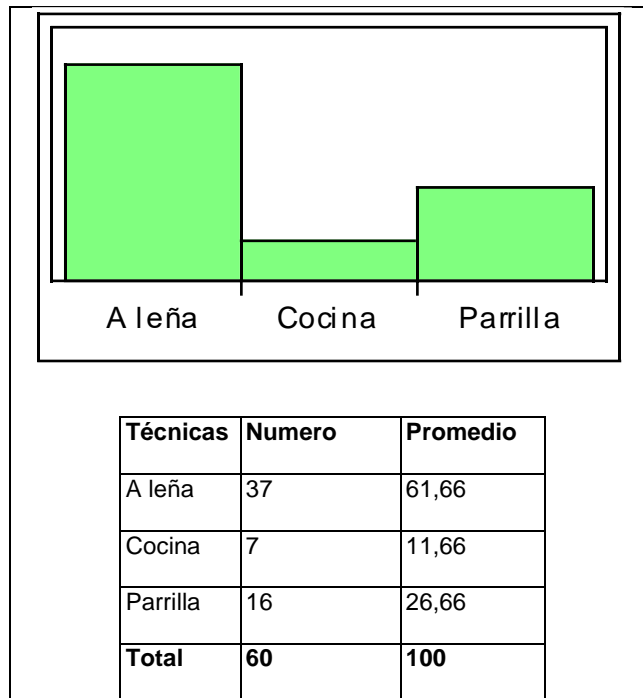 A leña Cocina Parrilla
Técnicas Numero Promedio
A leña 37 61,66
Cocina 7 11,66
Parrilla 16 26,66
Total 60 100